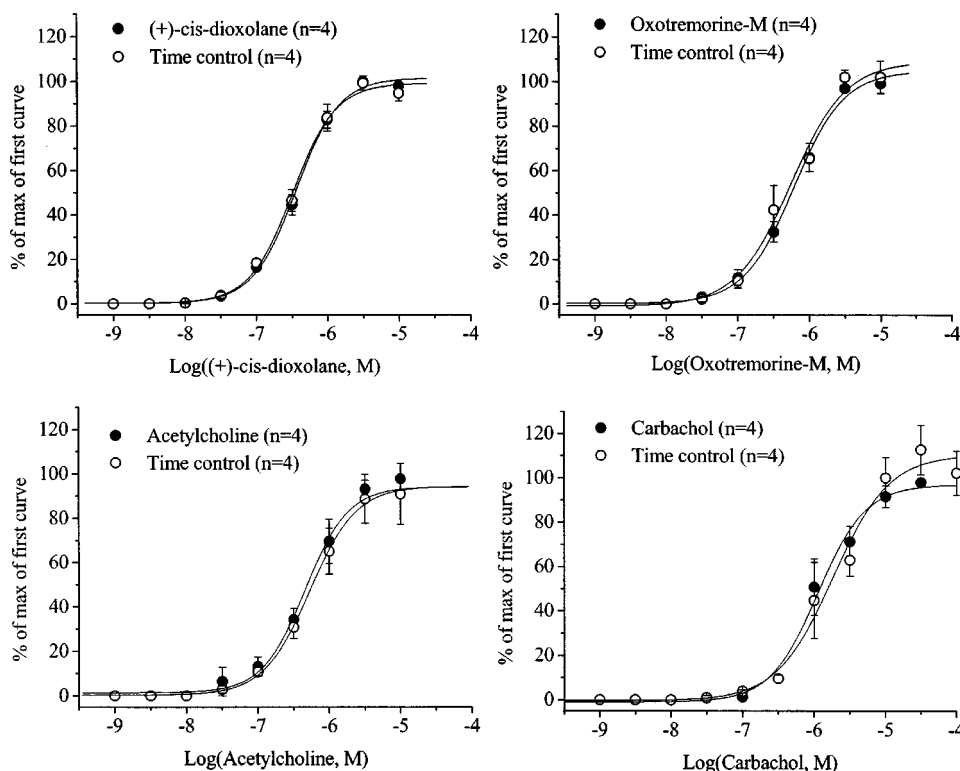 (+)-cis-dioxolane (n=4)
Time control (n=4)
% of max of first curve
120
100
80
60
40
20
0
-9 -8 -7 -6 -5 -4
Log((+)-cis-dioxolane, M)
Oxotremorine-M (n=4)
Time control (n=4)
% of max of first curve
120
100
80
60
40
20
0
-9 -8 -7 -6 -5 -4
Log(Oxotremorine-M, M)
Acetylcholine (n=4)
Time control (n=4)
% of max of first curve
120
100
80
60
40
20
0
-9 -8 -7 -6 -5 -4
Log(Acetylcholine, M)
Carbachol (n=4)
Time control (n=4)
% of max of first curve
120
100
80
60
40
20
0
-9 -8 -7 -6 -5 -4
Log(Carbachol, M)